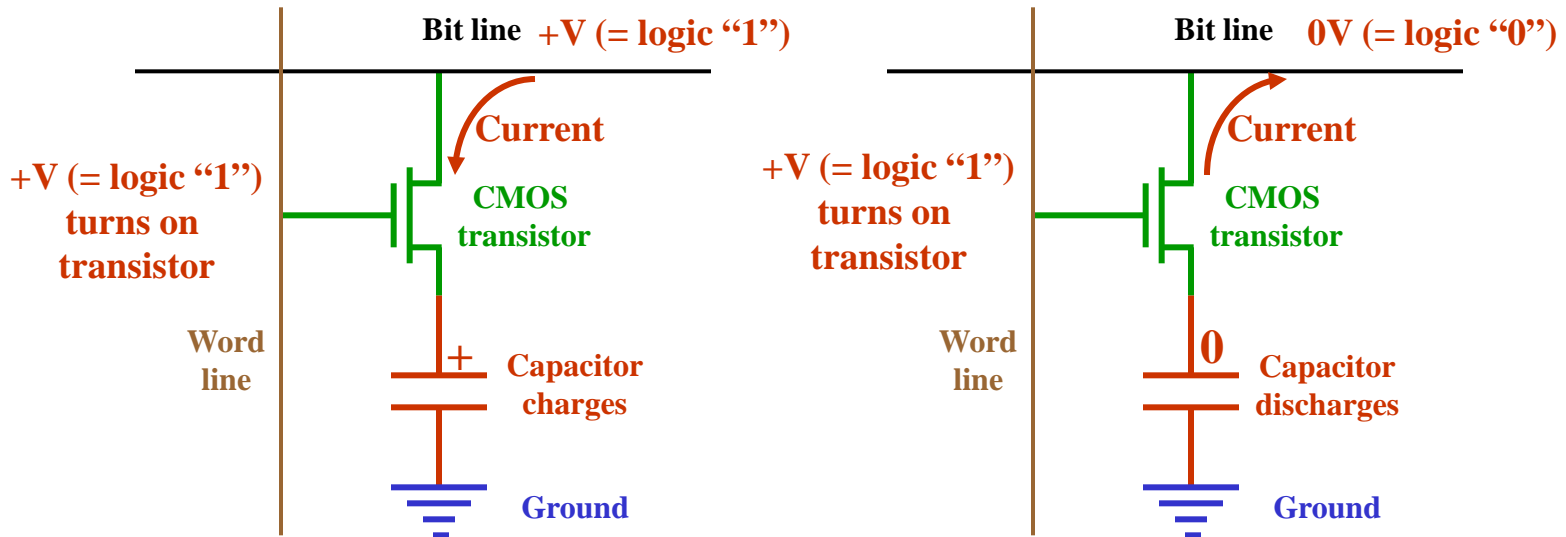 Bit line +V (= logic “1”)
Current
+V (= logic “1”)
turns on
transistor
CMOS
transistor
Word
line
+
Capacitor
charges
Ground
Bit line 0V (= logic “0”)
Current
+V (= logic “1”)
turns on
transistor
CMOS
transistor
Word
line
0
Capacitor
discharges
Ground